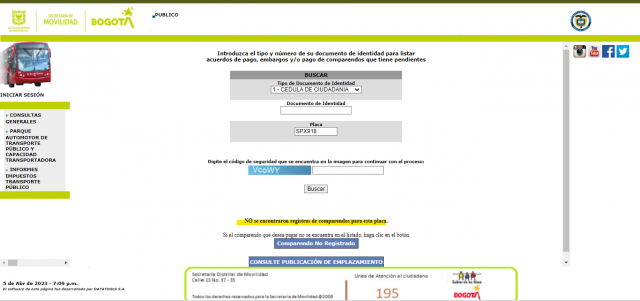 SECRETARÍA DE
MOVILIDAD
BOGOTÁ
PUBLICO
Introduzca el tipo y número de su documento de identidad para listar
acuerdos de pago, embargos y/o pago de comparendos que tiene pendientes
BUSCAR
Tipo de Documento de Identidad
1 - CEDULA DE CIUDADANIA
Documento de Identidad
Placa
SPX918
INICIAR SESIÓN
CONSULTAS
GENERALES
PARQUE
AUTOMOTOR DE
TRANSPORTE
PÚBLICO Y
CAPACIDAD
TRANSPORTADORA
INFORMES
IMPUESTOS
TRANSPORTE
PÚBLICO
You
Tube
Digite el código de seguridad que se encuentra en la imagen para continuar con el proceso:
VcoWY
Buscar
NO se encontraron registros de comparendos para esta placa.
Si el comparendo que desea pagar no se encuentra en el listado, haga clic en el botón
Comparendo No Registrado
CONSULTE PUBLICACIÓN DE EMPLAZAMIENTO
5 de Abr de 2023 - 7:09 p.m.
El software de esta página fue desarrollado por DATATOOLS S.A
Secretaría Distrital de Movilidad
Calle 13 No. 37 - 35
Todos los derechos reservados para la Secretaría de Movilidad ®2009
Línea de Atención al ciudadano
195
BOGOTÁ